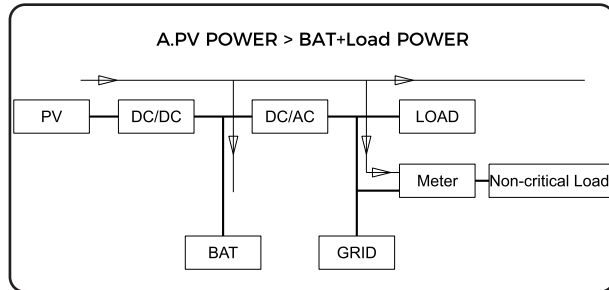 A.PV POWER > BAT+Load POWER
PV
DC/DC
DC/AC
LOAD
Meter
Non-critical Load
BAT
GRID